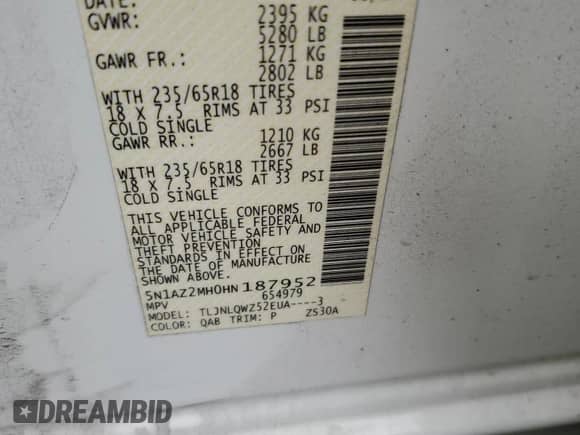 DATE:
GVWR: 2395 KG
5280 LB
GAWR FR.: 1271 KG
2802 LB
WITH 235/65R18 TIRES
18 X 7.5 RIMS AT 33 PSI
COLD SINGLE
GAWR RR.: 1210 KG
2667 LB
WITH 235/65R18 TIRES
18 X 7.5 RIMS AT 33 PSI
COLD SINGLE
THIS VEHICLE CONFORMS TO
ALL APPLICABLE FEDERAL
MOTOR VEHICLE SAFETY AND
THEFT PREVENTION
STANDARDS IN EFFECT ON
THE DATE OF MANUFACTURE
SHOWN ABOVE.
5N1AZ2MH0HN187952
MPV 654979
MODEL: TLJNLQWZ52EUA----3
COLOR: QAB TRIM: P ZS30A
DREAMBID